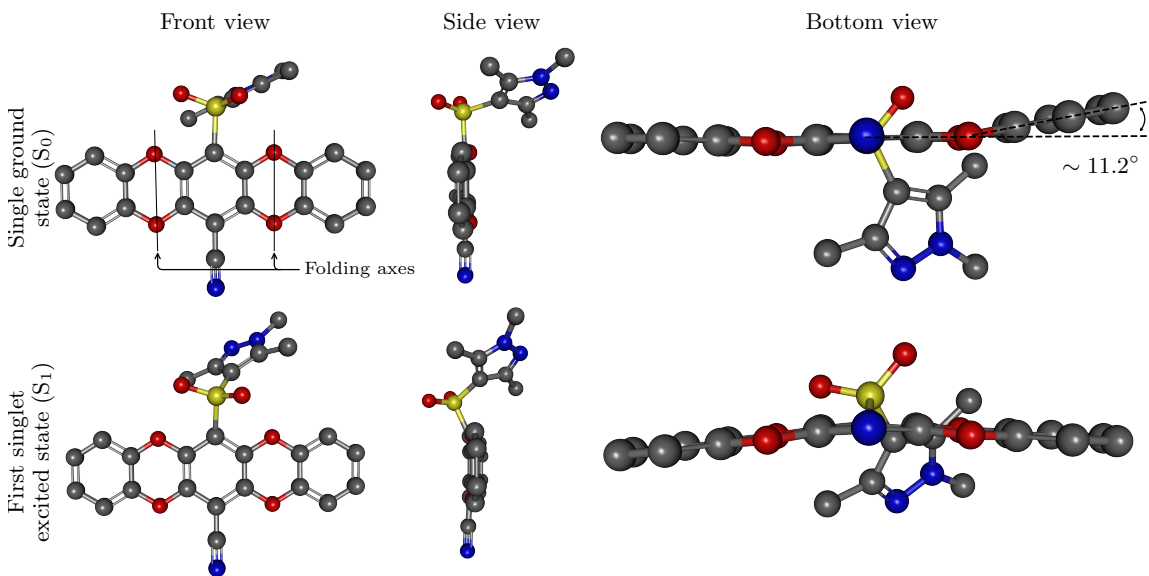 Front view
Side view
Bottom view
Single ground
state (S₀)
∼ 11.2°
Folding axes
First singlet
excited state (S₁)